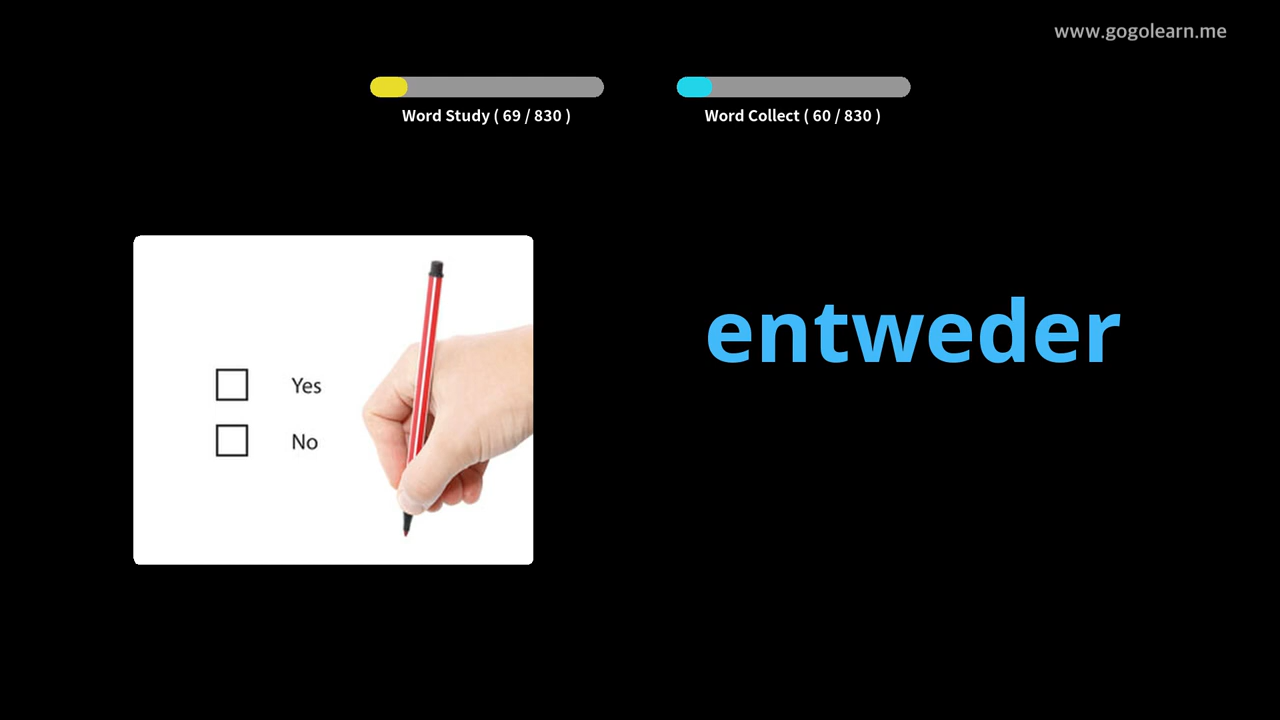 www.gogolearn.me
Word Study ( 69 / 830 )
Word Collect ( 60 / 830 )
Yes
No
entweder